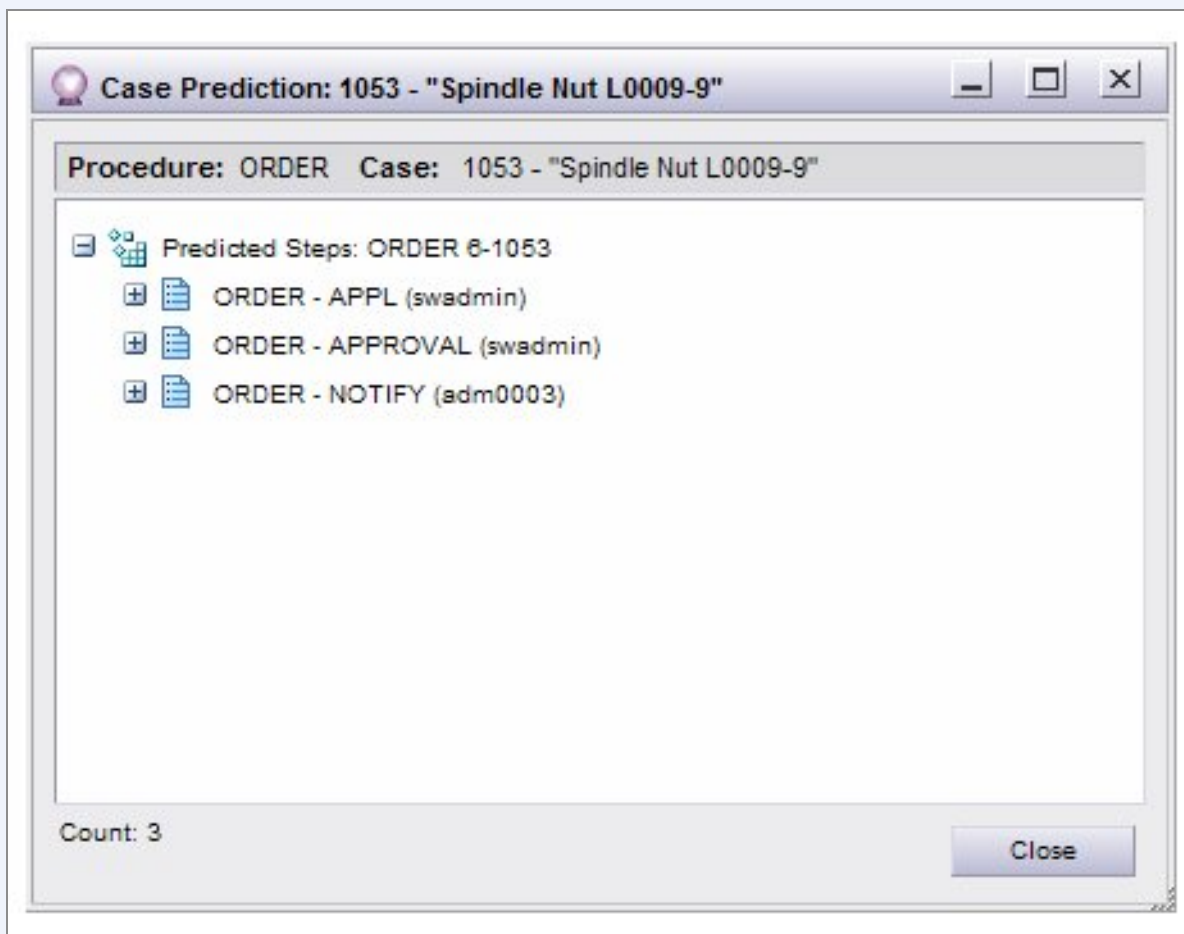 Case Prediction: 1053 - "Spindle Nut L0009-9"
Procedure: ORDER Case: 1053 - "Spindle Nut L0009-9"
Predicted Steps: ORDER 6-1053
ORDER - APPL (swadmin)
ORDER - APPROVAL (swadmin)
ORDER - NOTIFY (adm0003)
Count: 3
Close